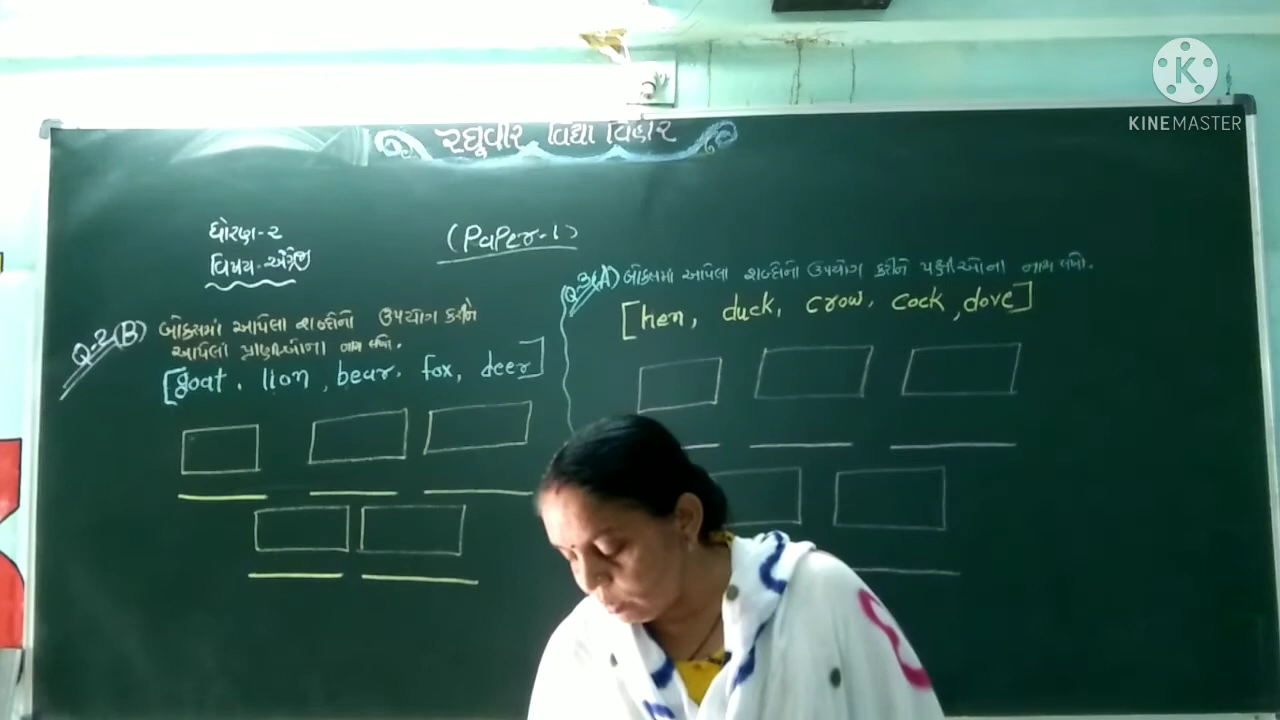 રઘુવીર વિદ્યા વિહાર
ધોરણ-૨
વિષય-અંગ્રેજી
(PaPer-1)
Q-2(B) બોક્સમાં આપેલા શબ્દોનો ઉપયોગ કરીને
આપેલા પ્રાણીઓના નામ લખો.
[goat, lion, bear, fox, deer]
Q-3(A) બોક્સમાં આપેલા શબ્દોનો ઉપયોગ કરીને પક્ષીઓના નામ લખો.
[hen, duck, crow, cock, dove]
K
KINEMASTER